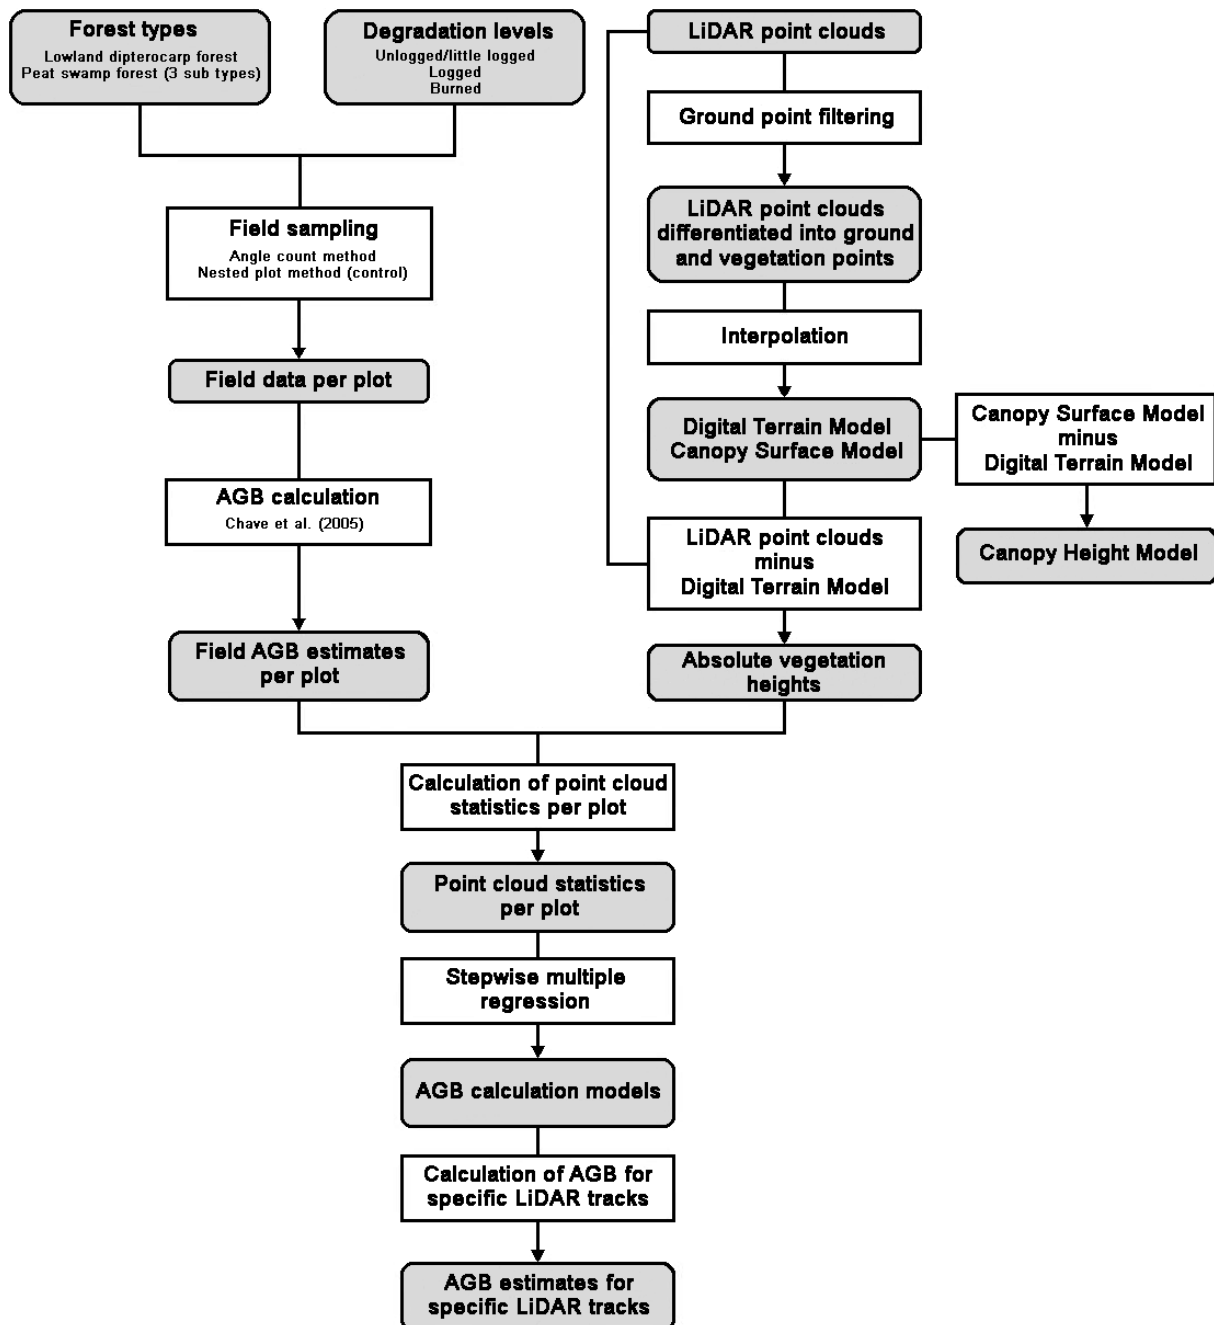 Forest types
Lowland dipterocarp forest
Peat swamp forest (3 sub types)
Degradation levels
Unlogged/little logged
Logged
Burned
LiDAR point clouds
Ground point filtering
LiDAR point clouds
differentiated into ground
and vegetation points
Field sampling
Angle count method
Nested plot method (control)
Interpolation
Field data per plot
Digital Terrain Model
Canopy Surface Model
Canopy Surface Model
minus
Digital Terrain Model
AGB calculation
Chave et al. (2005)
LiDAR point clouds
minus
Digital Terrain Model
Canopy Height Model
Field AGB estimates
per plot
Absolute vegetation
heights
Calculation of point cloud
statistics per plot
Point cloud statistics
per plot
Stepwise multiple
regression
AGB calculation models
Calculation of AGB for
specific LiDAR tracks
AGB estimates for
specific LiDAR tracks